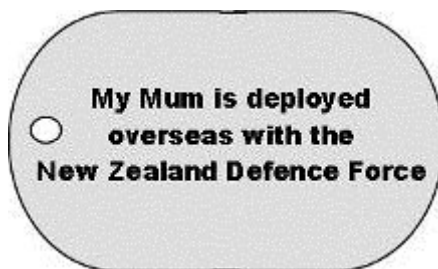 My Mum is deployed
overseas with the
New Zealand Defence Force